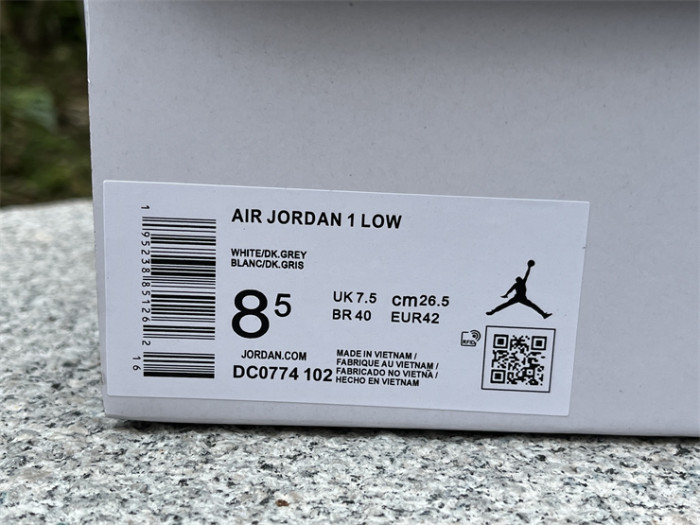 AIR JORDAN 1 LOW
WHITE/DK.GREY
BLANC/DK.GRIS
8⁵
UK 7.5 cm 26.5
BR 40 EUR 42
JORDAN.COM
DC0774 102
MADE IN VIETNAM /
FABRIQUE AU VIETNAM /
FABRICADO NO VIETNÃ /
HECHO EN VIETNAM
RFID
1 95238 85126 2 16